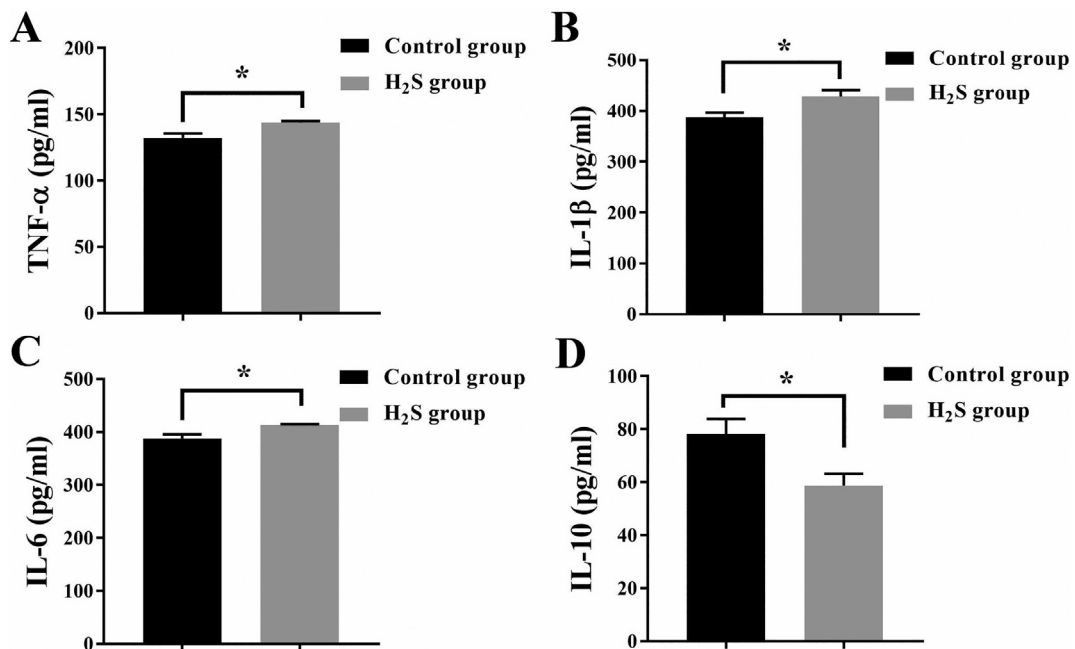 A
TNF-α (pg/ml)
200
150
100
50
0
*
Control group
H₂S group
B
IL-1β (pg/ml)
500
400
300
200
100
0
*
Control group
H₂S group
C
IL-6 (pg/ml)
500
400
300
200
100
0
*
Control group
H₂S group
D
IL-10 (pg/ml)
100
80
60
40
20
0
*
Control group
H₂S group